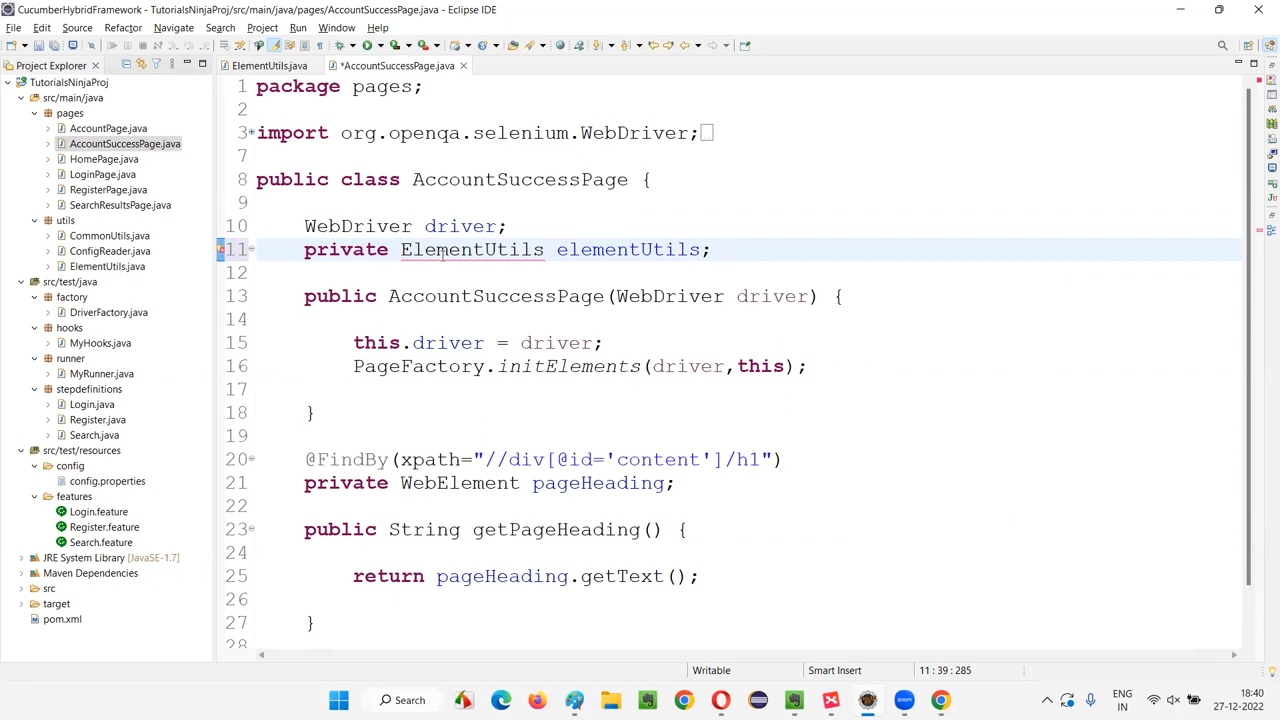 CucumberHybridFramework - TutorialsNinjaProj/src/main/java/pages/AccountSuccessPage.java - Eclipse IDE
File Edit Source Refactor Navigate Search Project Run Window Help
Project Explorer
TutorialsNinjaProj
src/main/java
pages
AccountPage.java
AccountSuccessPage.java
HomePage.java
LoginPage.java
RegisterPage.java
SearchResultsPage.java
utils
CommonUtils.java
ConfigReader.java
ElementUtils.java
src/test/java
factory
DriverFactory.java
hooks
MyHooks.java
runner
MyRunner.java
stepdefinitions
Login.java
Register.java
Search.java
src/test/resources
config
config.properties
features
Login.feature
Register.feature
Search.feature
JRE System Library [JavaSE-1.7]
Maven Dependencies
src
target
pom.xml
ElementUtils.java
*AccountSuccessPage.java
1 package pages;
2
3 import org.openqa.selenium.WebDriver;
7
8 public class AccountSuccessPage {
9
10 WebDriver driver;
11 private ElementUtils elementUtils;
12
13 public AccountSuccessPage(WebDriver driver) {
14
15 this.driver = driver;
16 PageFactory.initElements(driver,this);
17
18 }
19
20 @FindBy(xpath="//div[@id='content']/h1")
21 private WebElement pageHeading;
22
23 public String getPageHeading() {
24
25 return pageHeading.getText();
26
27 }
28
Writable Smart Insert 11 : 39 : 285
Search
ENG
IN
18:40
27-12-2022